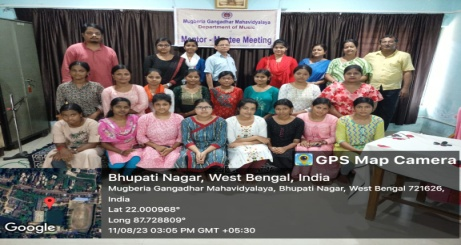 Mugberia Gangadhar Mahavidyalaya
Department of Music
Mentor - Mentee Meeting
GPS Map Camera
Bhupati Nagar, West Bengal, India
Mugberia Gangadhar Mahavidyalaya, Bhupati Nagar, West Bengal 721626,
India
Lat 22.000968°
Long 87.728809°
11/08/23 03:05 PM GMT +05:30
Google